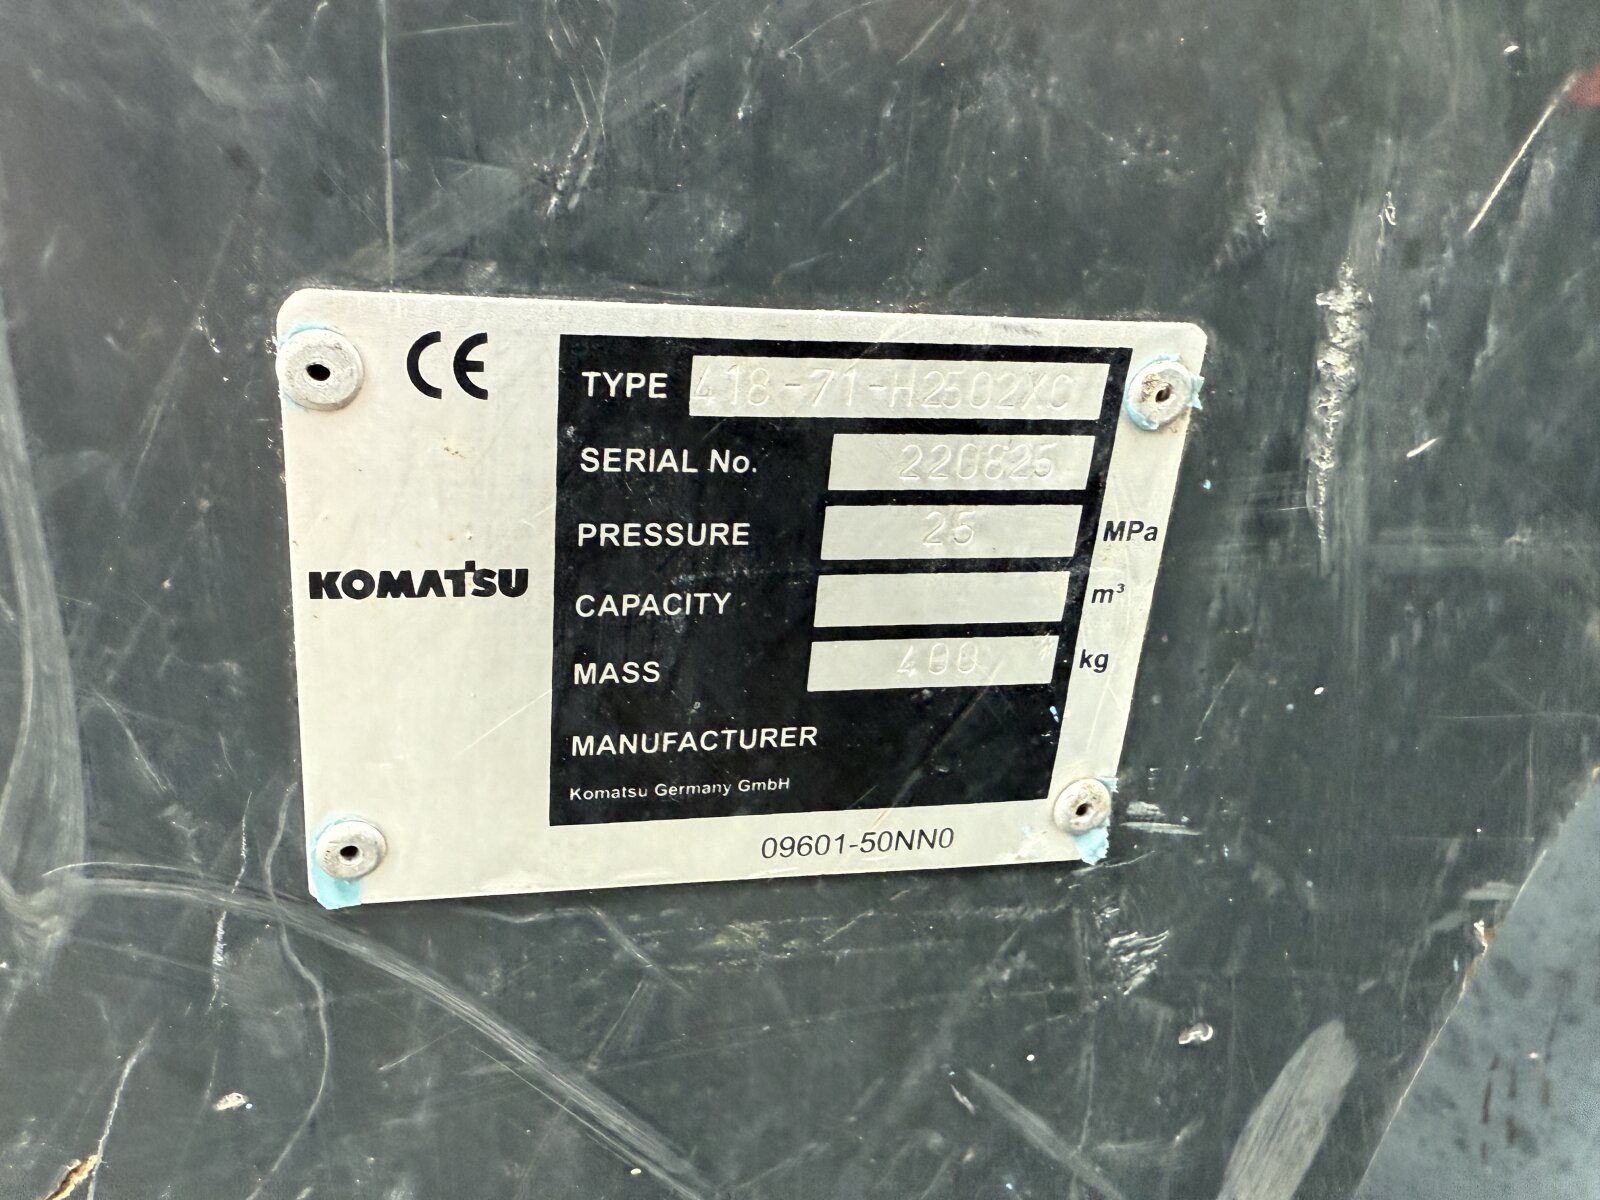 CE
TYPE 418-71-H2502XO
SERIAL No. 220825
PRESSURE 25 MPa
KOMATSU
CAPACITY m³
MASS 400 kg
MANUFACTURER
Komatsu Germany GmbH
09601-50NN0